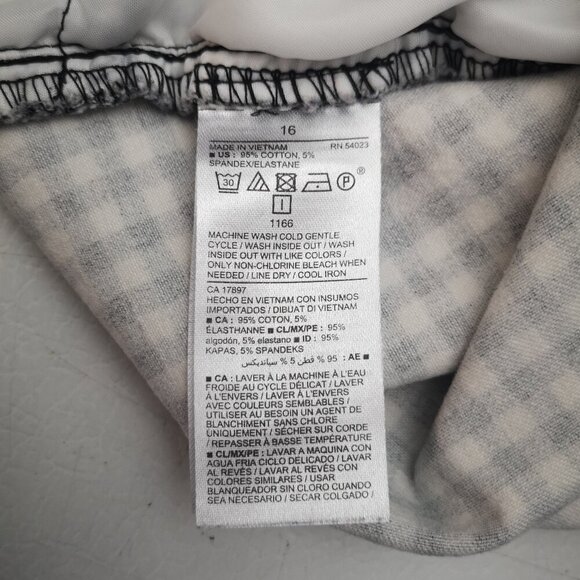 16
MADE IN VIETNAM RN 54023
■ US : 95% COTTON, 5%
SPANDEX/ELASTANE
30 P ®
I
1166
MACHINE WASH COLD GENTLE
CYCLE / WASH INSIDE OUT / WASH
INSIDE OUT WITH LIKE COLORS /
ONLY NON-CHLORINE BLEACH WHEN
NEEDED / LINE DRY / COOL IRON
CA 17897
HECHO EN VIETNAM CON INSUMOS
IMPORTADOS / DIBUAT DI VIETNAM
■ CA : 95% COTON, 5%
ÉLASTHANNE ■ CL/MX/PE : 95%
algodón, 5% elastano ■ ID : 95%
KAPAS, 5% SPANDEKS
■ AE : 95 % قطن 5 % سبانديكس
■ CA : LAVER À LA MACHINE À L'EAU
FROIDE AU CYCLE DÉLICAT / LAVER
À L'ENVERS / LAVER À L'ENVERS
AVEC COULEURS SEMBLABLES /
UTILISER AU BESOIN UN AGENT DE
BLANCHIMENT SANS CHLORE
UNIQUEMENT / SÉCHER SUR CORDE
/ REPASSER À BASSE TEMPÉRATURE
■ CL/MX/PE : LAVAR A MAQUINA CON
AGUA FRIA CICLO DELICADO / LAVAR
AL REVÉS / LAVAR AL REVÉS CON
COLORES SIMILARES / USAR
BLANQUEADOR SIN CLORO CUANDO
SEA NECESARIO / SECAR COLGADO /